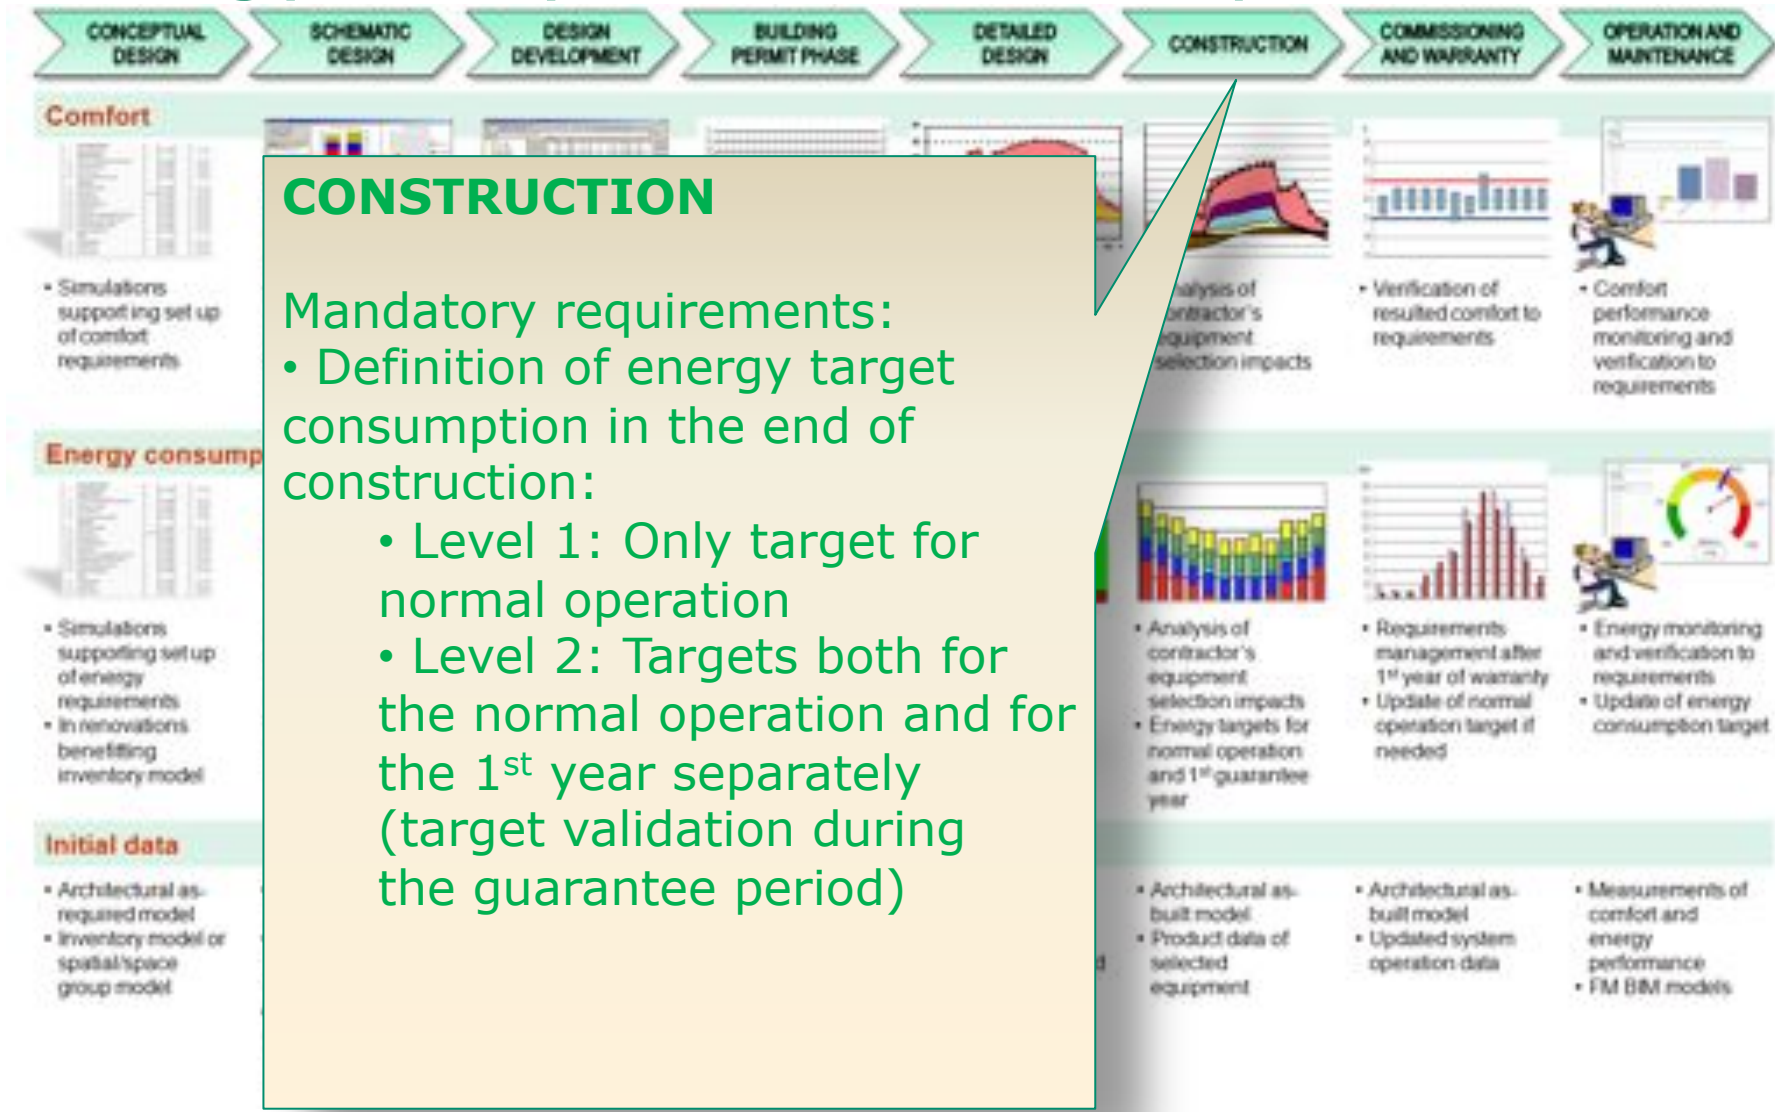 CONCEPTUAL
DESIGN
SCHEMATIC
DESIGN
DESIGN
DEVELOPMENT
BUILDING
PERMIT PHASE
DETAILED
DESIGN
CONSTRUCTION
COMMISSIONING
AND WARRANTY
OPERATION AND
MAINTENANCE
Comfort
• Simulations
supporting set up
of comfort
requirements
CONSTRUCTION
Mandatory requirements:
• Definition of energy target
consumption in the end of
construction:
• Level 1: Only target for
normal operation
• Level 2: Targets both for
the normal operation and for
the 1st year separately
(target validation during
the guarantee period)
selection impacts
• Verification of
resulted comfort to
requirements
• Comfort
performance
monitoring and
verification to
requirements
Energy
• Simulations
supporting set up
of energy
requirements
• In renovations
benefitting
inventory model
• Analysis of
contractor's
equipment
selection impacts
• Energy targets for
normal operation
and 1st guarantee
year
• Requirements
management after
1st year of warranty
• Update of normal
operation target if
needed
• Energy monitoring
and verification to
requirements
• Update of energy
consumption target
Initial data
• Architectural as-
required model
• Inventory model or
spatial/space
group model
• Architectural as-
built model
• Product data of
selected
equipment
• Architectural as-
built model
• Updated system
operation data
• Measurements of
comfort and
energy
performance
• FM BIM models